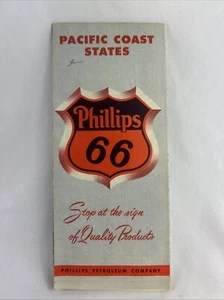 PACIFIC COAST
STATES
Phillips
66
Stop at the sign
of Quality Products
PHILLIPS PETROLEUM COMPANY